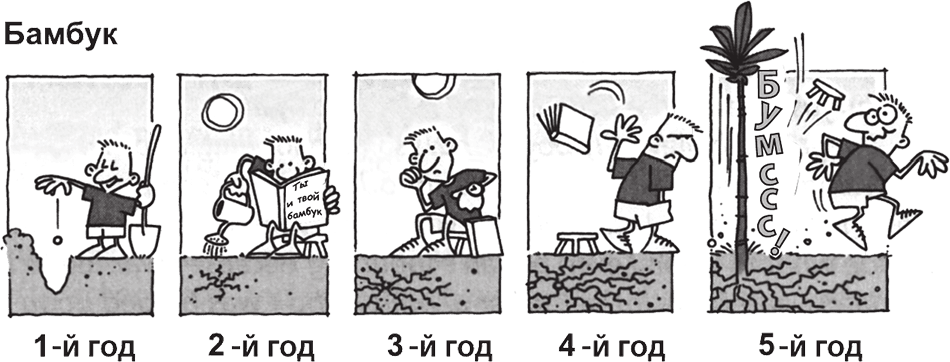 Бамбук
Ты
и твой
бамбук
БУМССС!
1-й год
2-й год
3-й год
4-й год
5-й год